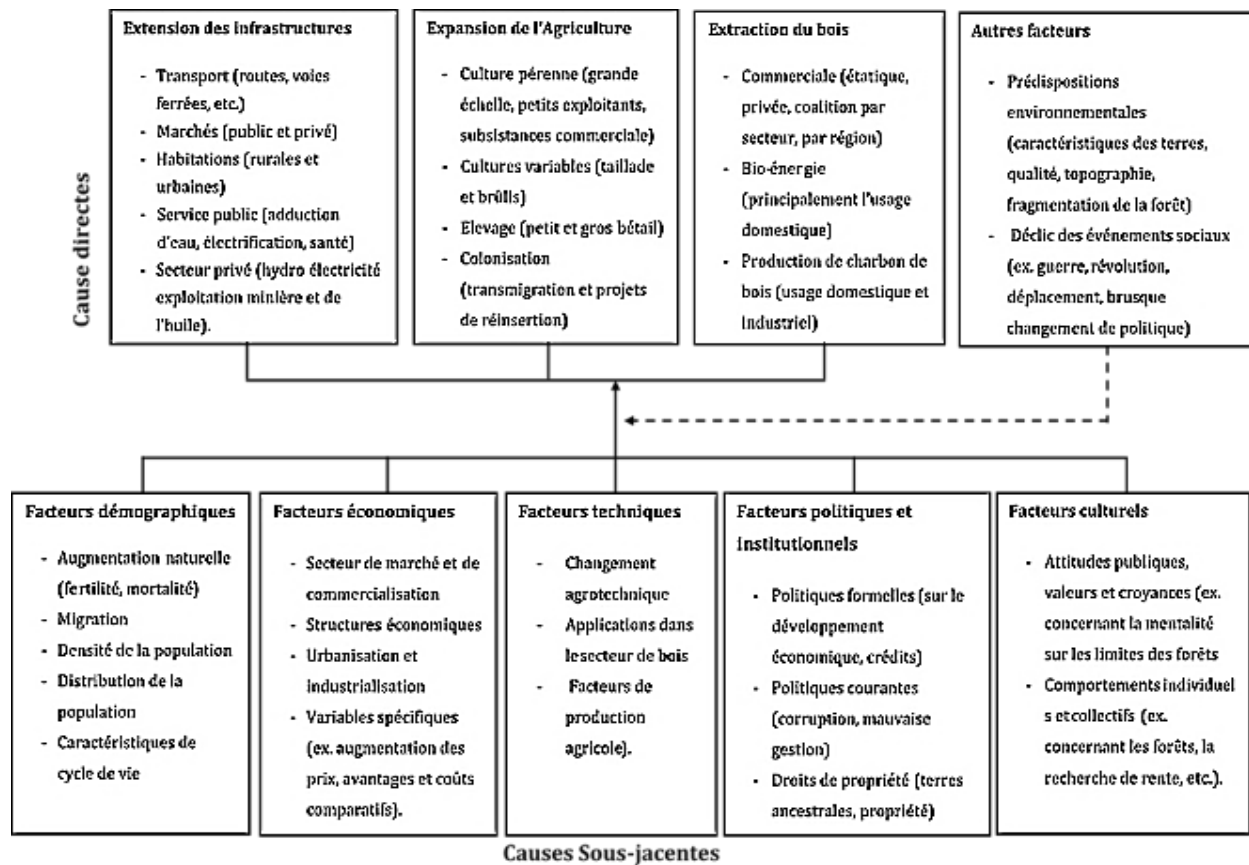 Cause directes
Extension des infrastructures
- Transport (routes, voies
ferrées, etc.)
- Marchés (public et privé)
- Habitations (rurales et
urbaines)
- Service public (adduction
d'eau, électrification, santé)
- Secteur privé (hydro électricité
exploitation minière et de
l'huile).
Expansion de l'Agriculture
- Culture pérenne (grande
échelle, petits exploitants,
subsistances commerciale)
- Cultures variables (taillade
et brûlls)
- Elevage (petit et gros bétail)
- Colonisation
(transmigration et projets
de réinsertion)
Extraction du bois
- Commerciale (étatique,
privée, coalition par
secteur, par région)
- Bio-énergie
(principalement l'usage
domestique)
- Production de charbon de
bois (usage domestique et
industriel)
Autres facteurs
- Prédispositions
environnementales
(caractéristiques des terres,
qualité, topographie,
fragmentation de la forêt)
- Déclic des événements sociaux
(ex. guerre, révolution,
déplacement, brusque
changement de politique)
Facteurs démographiques
- Augmentation naturelle
(fertilité, mortalité)
- Migration
- Densité de la population
- Distribution de la
population
- Caractéristiques de
cycle de vie
Facteurs économiques
- Secteur de marché et de
commercialisation
- Structures économiques
- Urbanisation et
industrialisation
- Variables spécifiques
(ex. augmentation des
prix, avantages et coûts
comparatifs).
Facteurs techniques
- Changement
agrotechnique
- Applications dans
le secteur de bois
- Facteurs de
production
agricole).
Facteurs politiques et
institutionnels
- Politiques formelles (sur le
développement
économique, crédits)
- Politiques courantes
(corruption, mauvaise
gestion)
- Droits de propriété (terres
ancestrales, propriété)
Facteurs culturels
- Attitudes publiques,
valeurs et croyances (ex.
concernant la mentalité
sur les limites des forêts
- Comportements individuel
s et collectifs (ex.
concernant les forêts, la
recherche de rente, etc.).
Causes Sous-jacentes